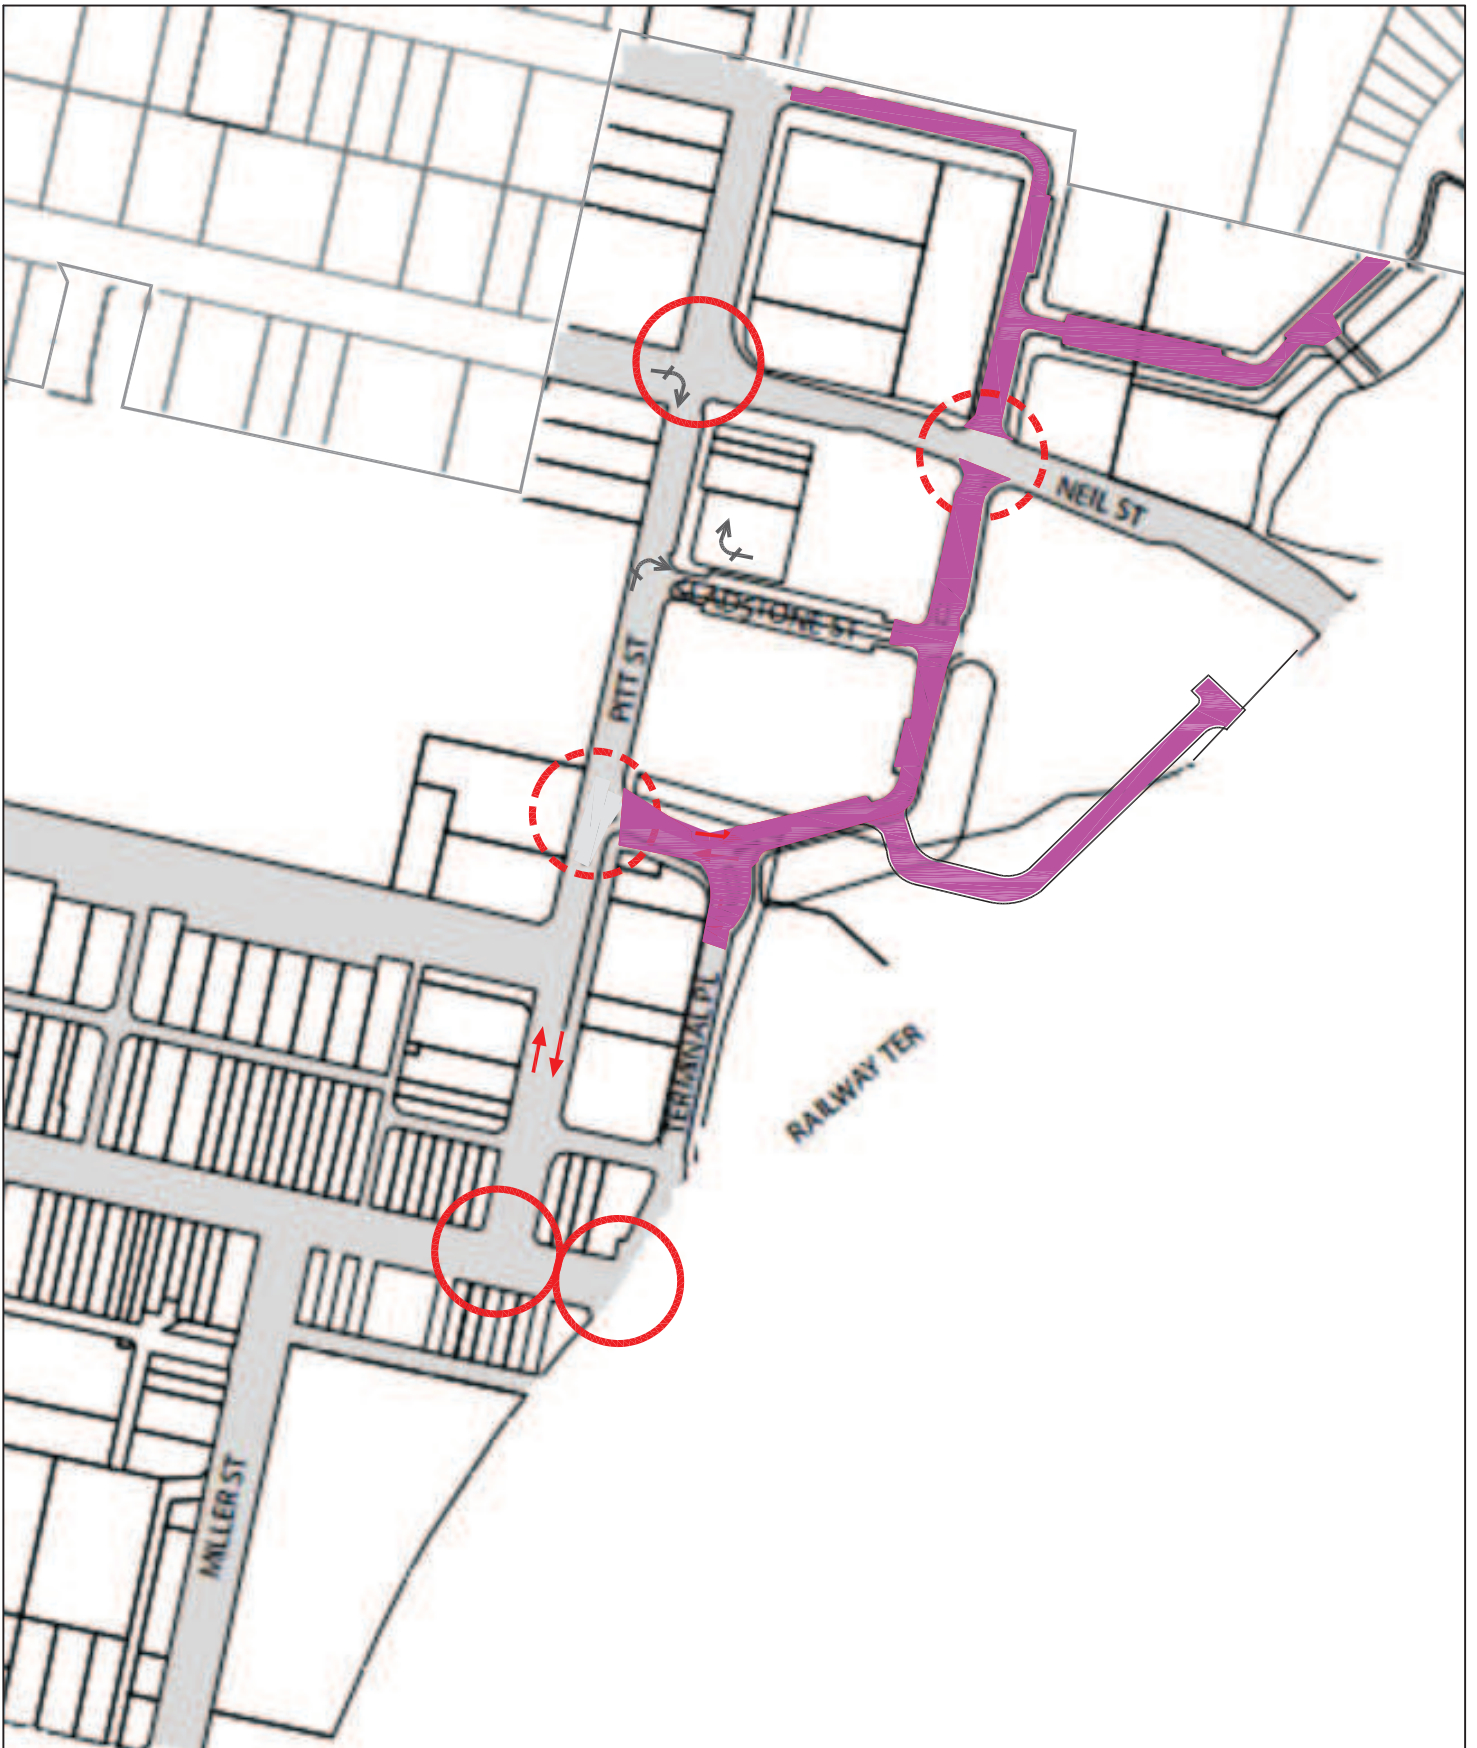 NEIL ST
GLADSTONE ST
PITT ST
TERMINAL PL
RAILWAY TER
MILLER ST